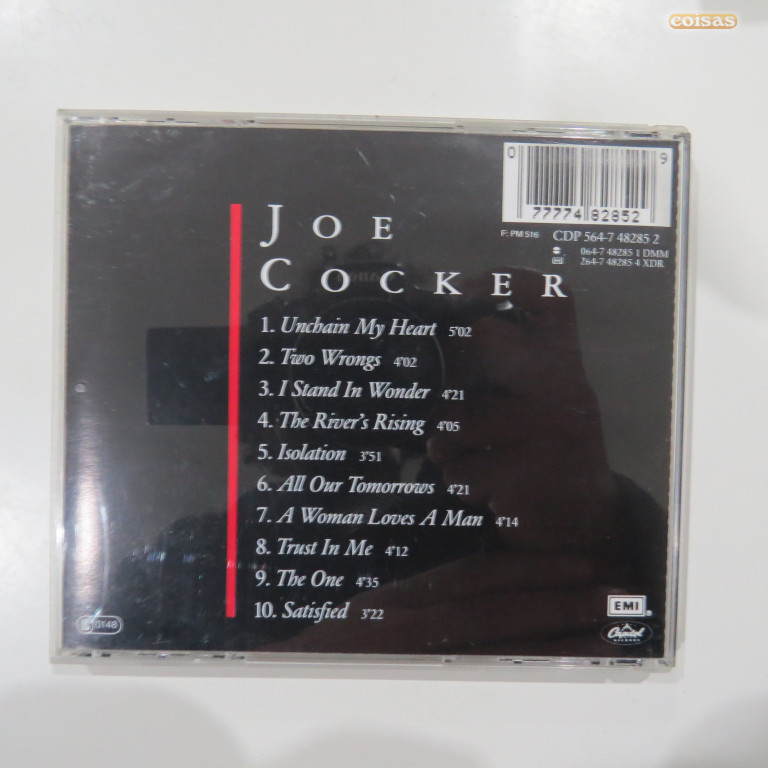 eoisas
0 9
77774 82852
F: PM 516 CDP 564-7 48285 2
064-7 48285 1 DMM
264-7 48285 4 XDR
JOE
COCKER
1. Unchain My Heart 5'02
2. Two Wrongs 4'02
3. I Stand In Wonder 4'21
4. The River's Rising 4'05
5. Isolation 3'51
6. All Our Tomorrows 4'21
7. A Woman Loves A Man 4'14
8. Trust In Me 4'12
9. The One 4'35
10. Satisfied 3'22
EMI
Capitol
0148